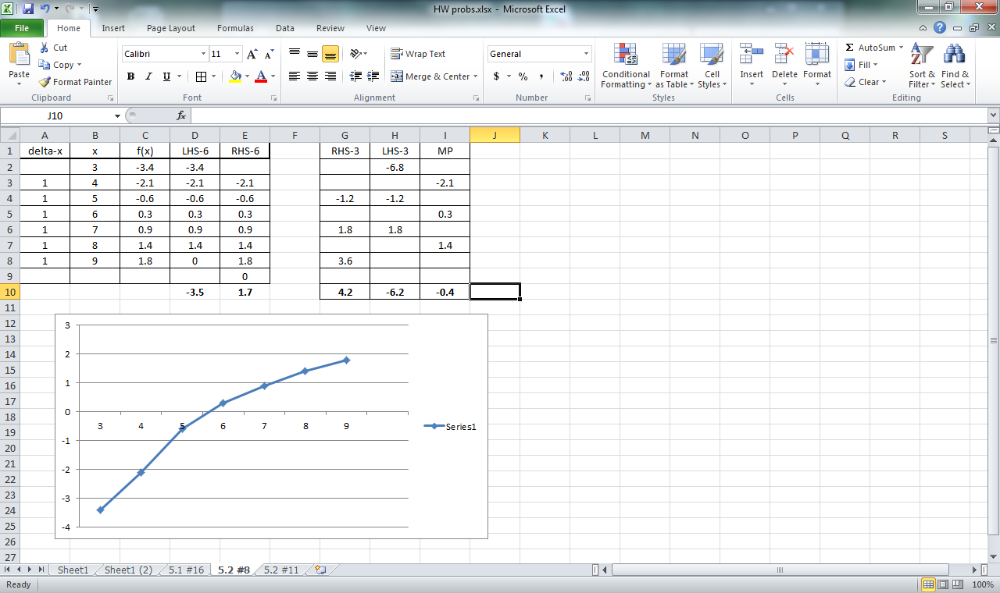 HW probs.xlsx - Microsoft Excel
File Home Insert Page Layout Formulas Data Review View
Paste Cut Calibri 11 A A Wrap Text General Conditional Formatting Format as Table Cell Styles Insert Delete Format Σ AutoSum Sort & Filter Find & Select
Copy Fill
Format Painter B I U A Merge & Center $ % , .00 .0 Clear
Clipboard Font Alignment Number Styles Cells Editing
J10 fx
A B C D E F G H I J K L M N O P Q R S
1 delta-x x f(x) LHS-6 RHS-6 RHS-3 LHS-3 MP
2 3 -3.4 -3.4 -6.8
3 1 4 -2.1 -2.1 -2.1 -2.1
4 1 5 -0.6 -0.6 -0.6 -1.2 -1.2
5 1 6 0.3 0.3 0.3 0.3
6 1 7 0.9 0.9 0.9 1.8 1.8
7 1 8 1.4 1.4 1.4 1.4
8 1 9 1.8 0 1.8 3.6
9 0
10 -3.5 1.7 4.2 -6.2 -0.4
11
12 3
13
14 2
15
16 1
17
18 0
19 3 4 5 6 7 8 9 Series1
20 -1
21
22 -2
23
24 -3
25 -4
26
27
Sheet1 Sheet1 (2) 5.1 #16 5.2 #8 5.2 #11
Ready 100%